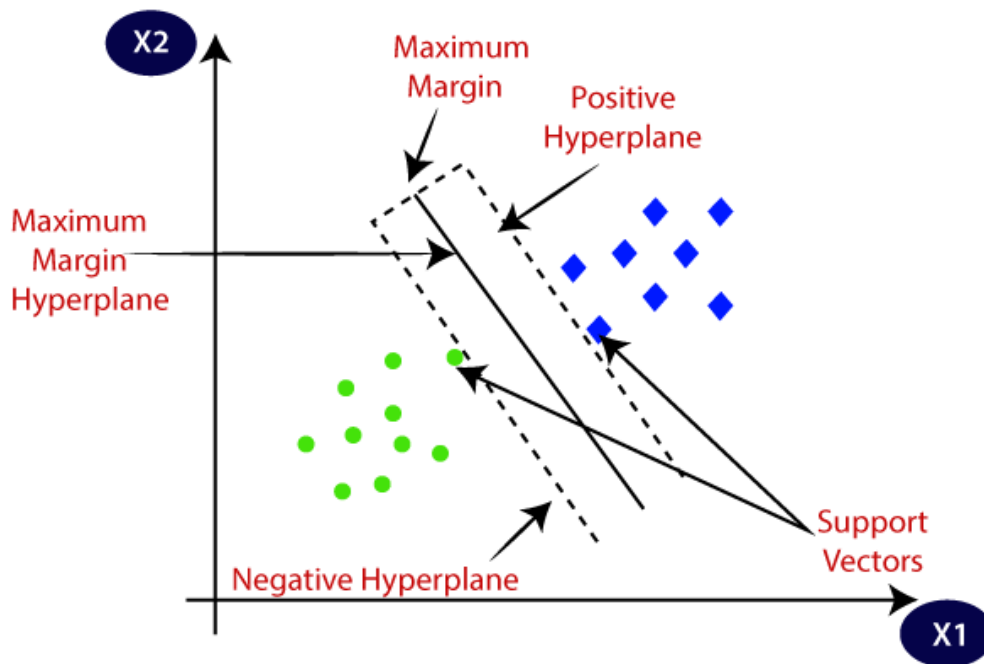 X2
Maximum
Margin
Positive
Hyperplane
Maximum
Margin
Hyperplane
Support
Vectors
Negative Hyperplane
X1